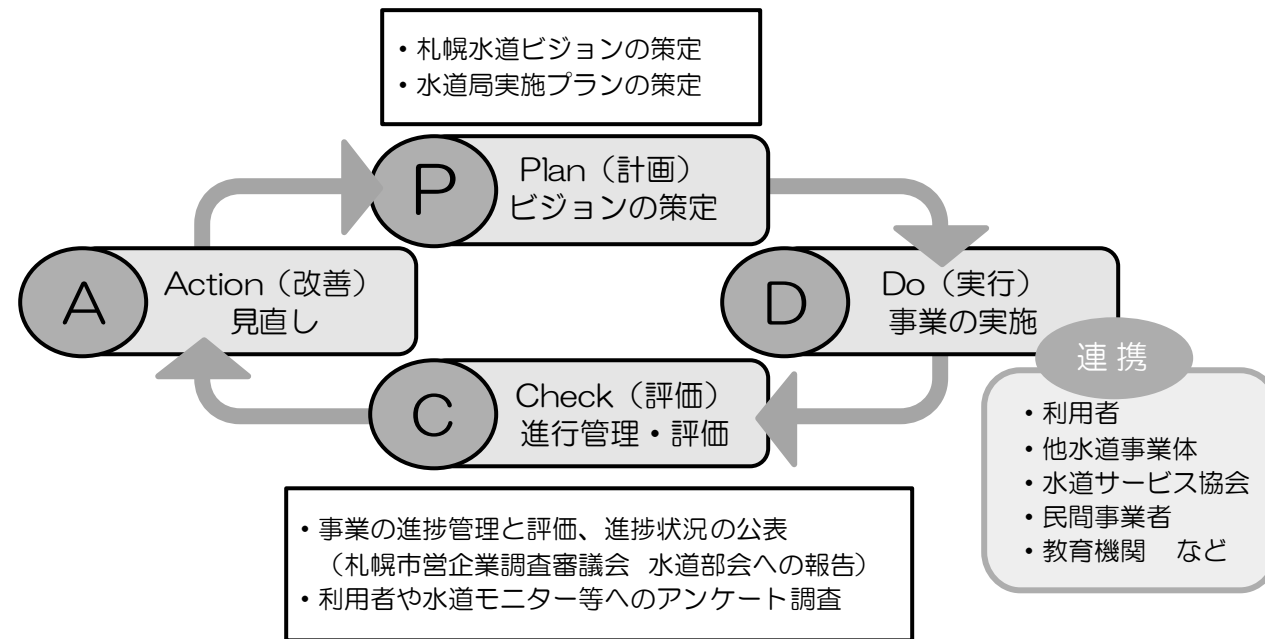 ・札幌水道ビジョンの策定
・水道局実施プランの策定
P
Plan（計画）
ビジョンの策定
A
Action（改善）
見直し
D
Do（実行）
事業の実施
連携
・利用者
・他水道事業体
・水道サービス協会
・民間事業者
・教育機関　など
C
Check（評価）
進行管理・評価
・事業の進捗管理と評価、進捗状況の公表
（札幌市営企業調査審議会 水道部会への報告）
・利用者や水道モニター等へのアンケート調査